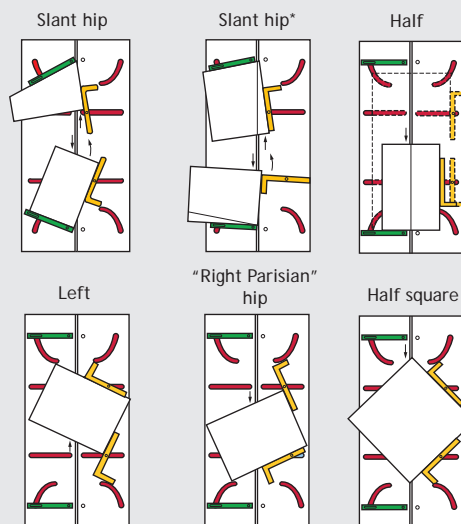 Slant hip
Slant hip*
Half
Left
“Right Parisian”
hip
Half square